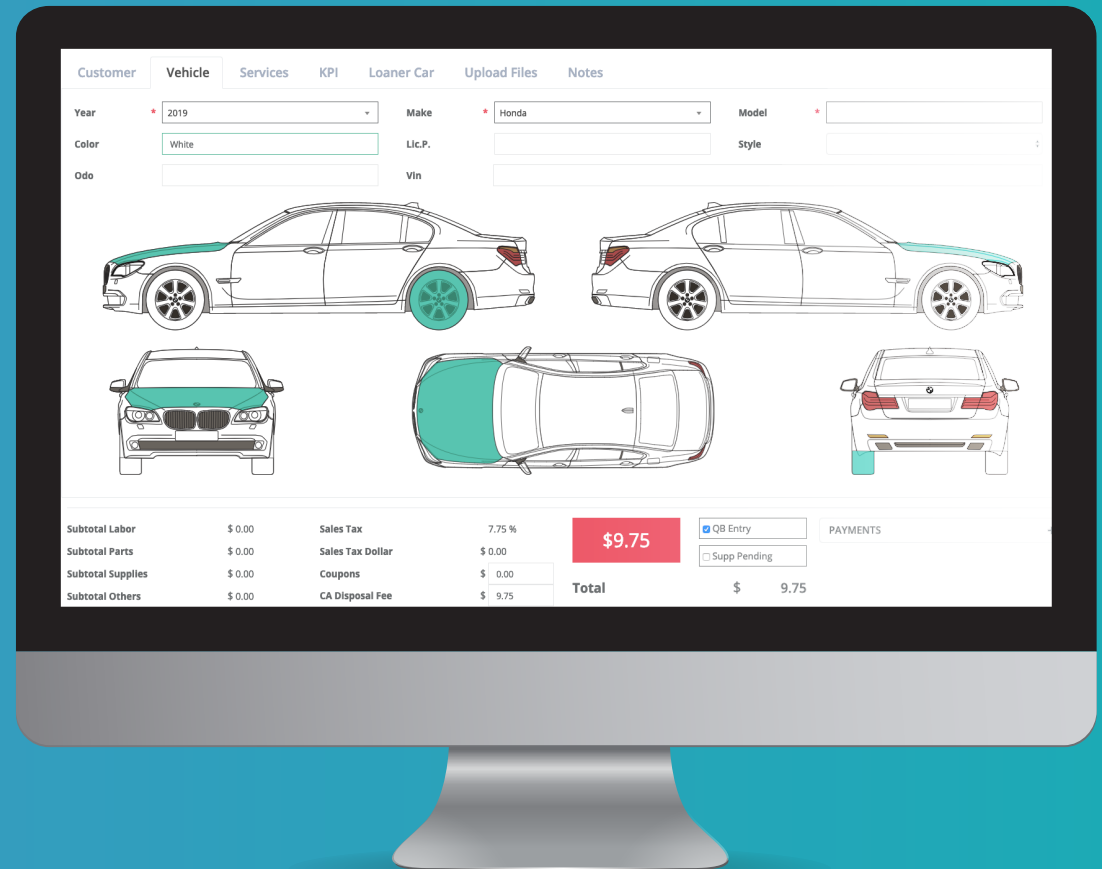 Customer Vehicle Services KPI Loaner Car Upload Files Notes
Year * 2019 Make * Honda Model *
Color White Lic.P. Style
Odo Vin
Subtotal Labor $ 0.00 Sales Tax 7.75 % $9.75 QB Entry PAYMENTS
Subtotal Parts $ 0.00 Sales Tax Dollar $ 0.00 Supp Pending
Subtotal Supplies $ 0.00 Coupons $ 0.00 Total $ 9.75
Subtotal Others $ 0.00 CA Disposal Fee $ 9.75